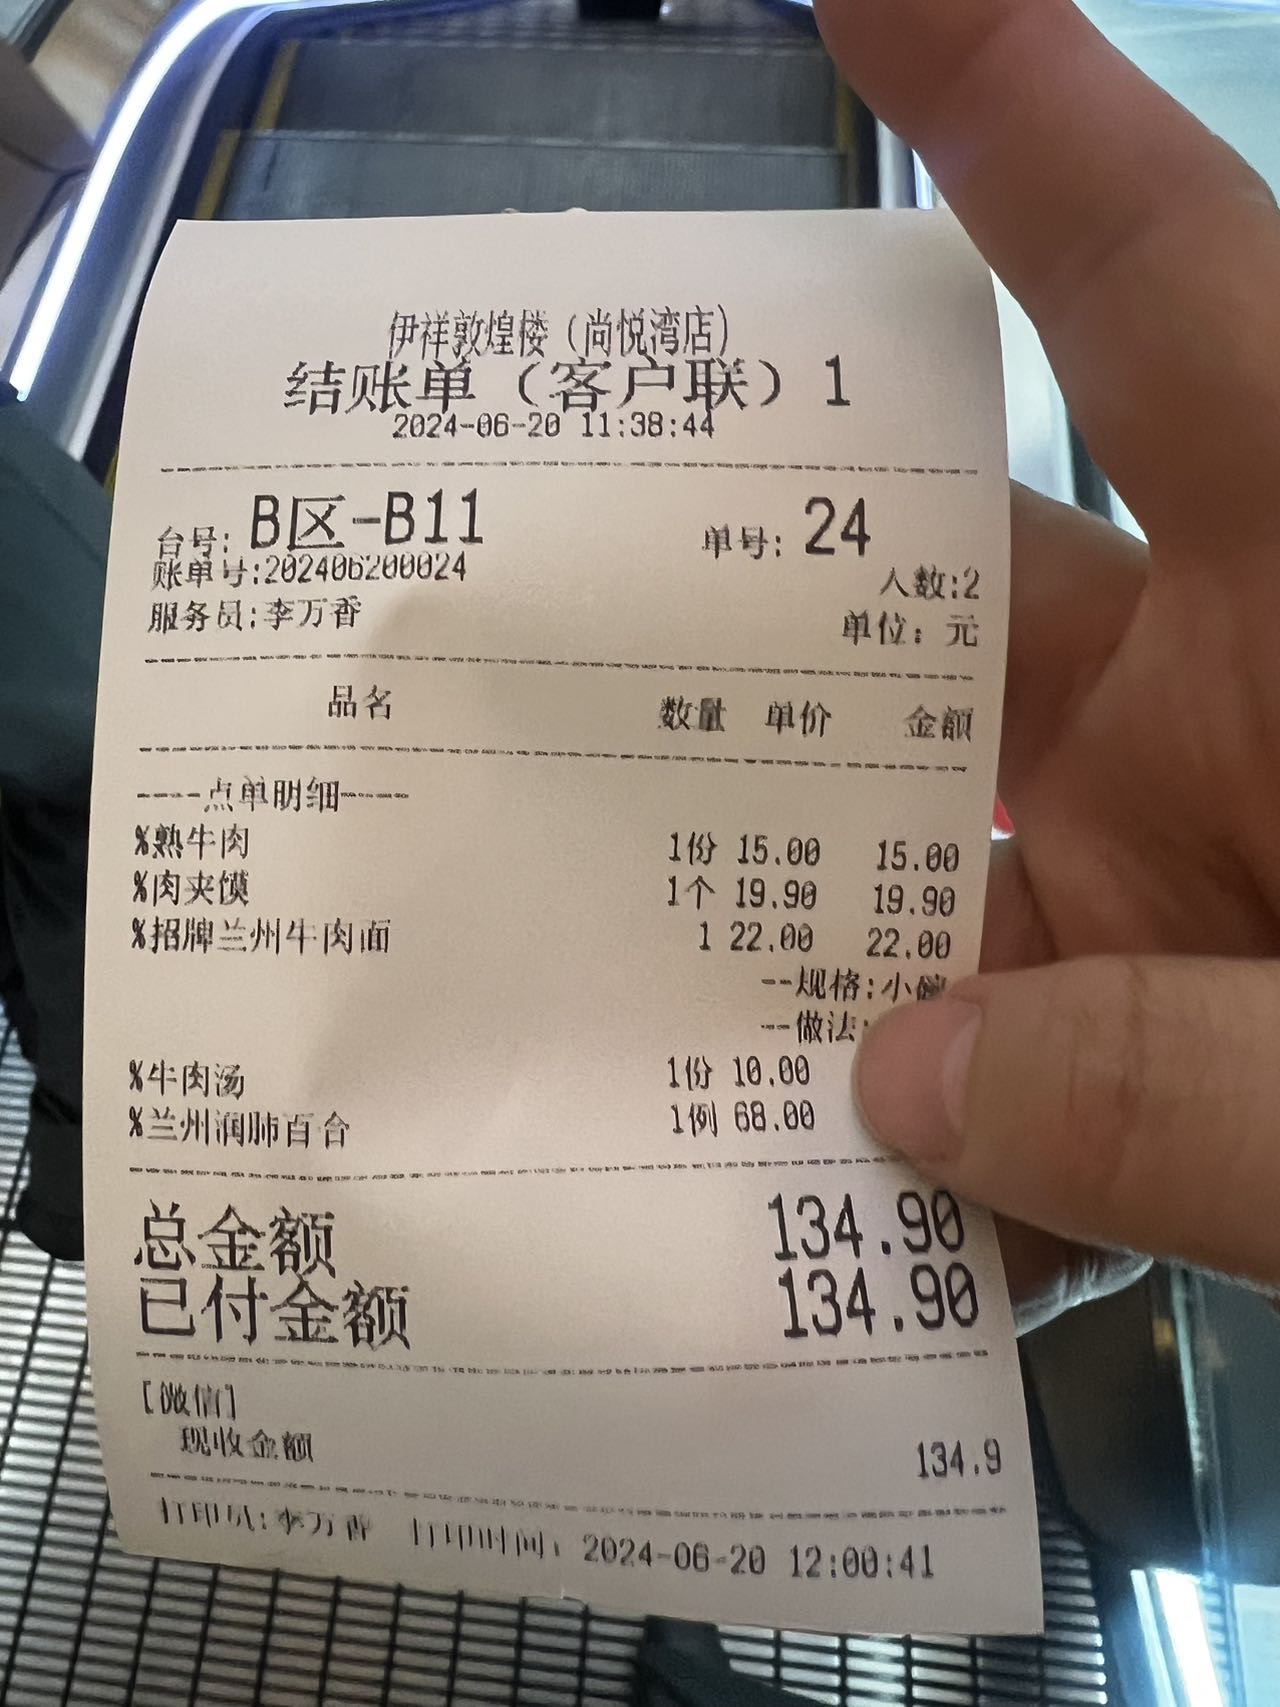 伊祥敦煌楼（尚悦湾店）
结账单（客户联）1
2024-06-20 11:38:44
台号: B区-B11 单号: 24
账单号:202406200024 人数:2
服务员:李万香 单位: 元
品名 数量 单价 金额
----点单明细----
%熟牛肉 1份 15.00 15.00
%肉夹馍 1个 19.90 19.90
%招牌兰州牛肉面 1 22.00 22.00
--规格:小碗
--做法:
%牛肉汤 1份 10.00
%兰州润肺百合 1例 68.00
总金额 134.90
已付金额 134.90
[微信]
现收金额 134.9
打印员:李万香 打印时间: 2024-06-20 12:00:41